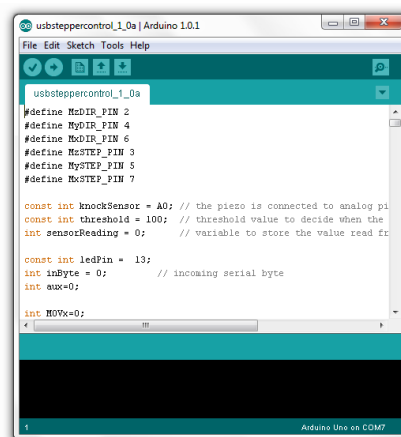 usbsteppercontrol_1_0a | Arduino 1.0.1
File Edit Sketch Tools Help
usbsteppercontrol_1_0a
#define MzDIR_PIN 2
#define MyDIR_PIN 4
#define MxDIR_PIN 6
#define MzSTEP_PIN 3
#define MySTEP_PIN 5
#define MxSTEP_PIN 7
const int knockSensor = A0; // the piezo is connected to analog pi
const int threshold = 100;  // threshold value to decide when the
int sensorReading = 0;      // variable to store the value read fr
const int ledPin =  13;
int inByte = 0;         // incoming serial byte
int aux=0;
int MOVx=0;
1
Arduino Uno on COM7